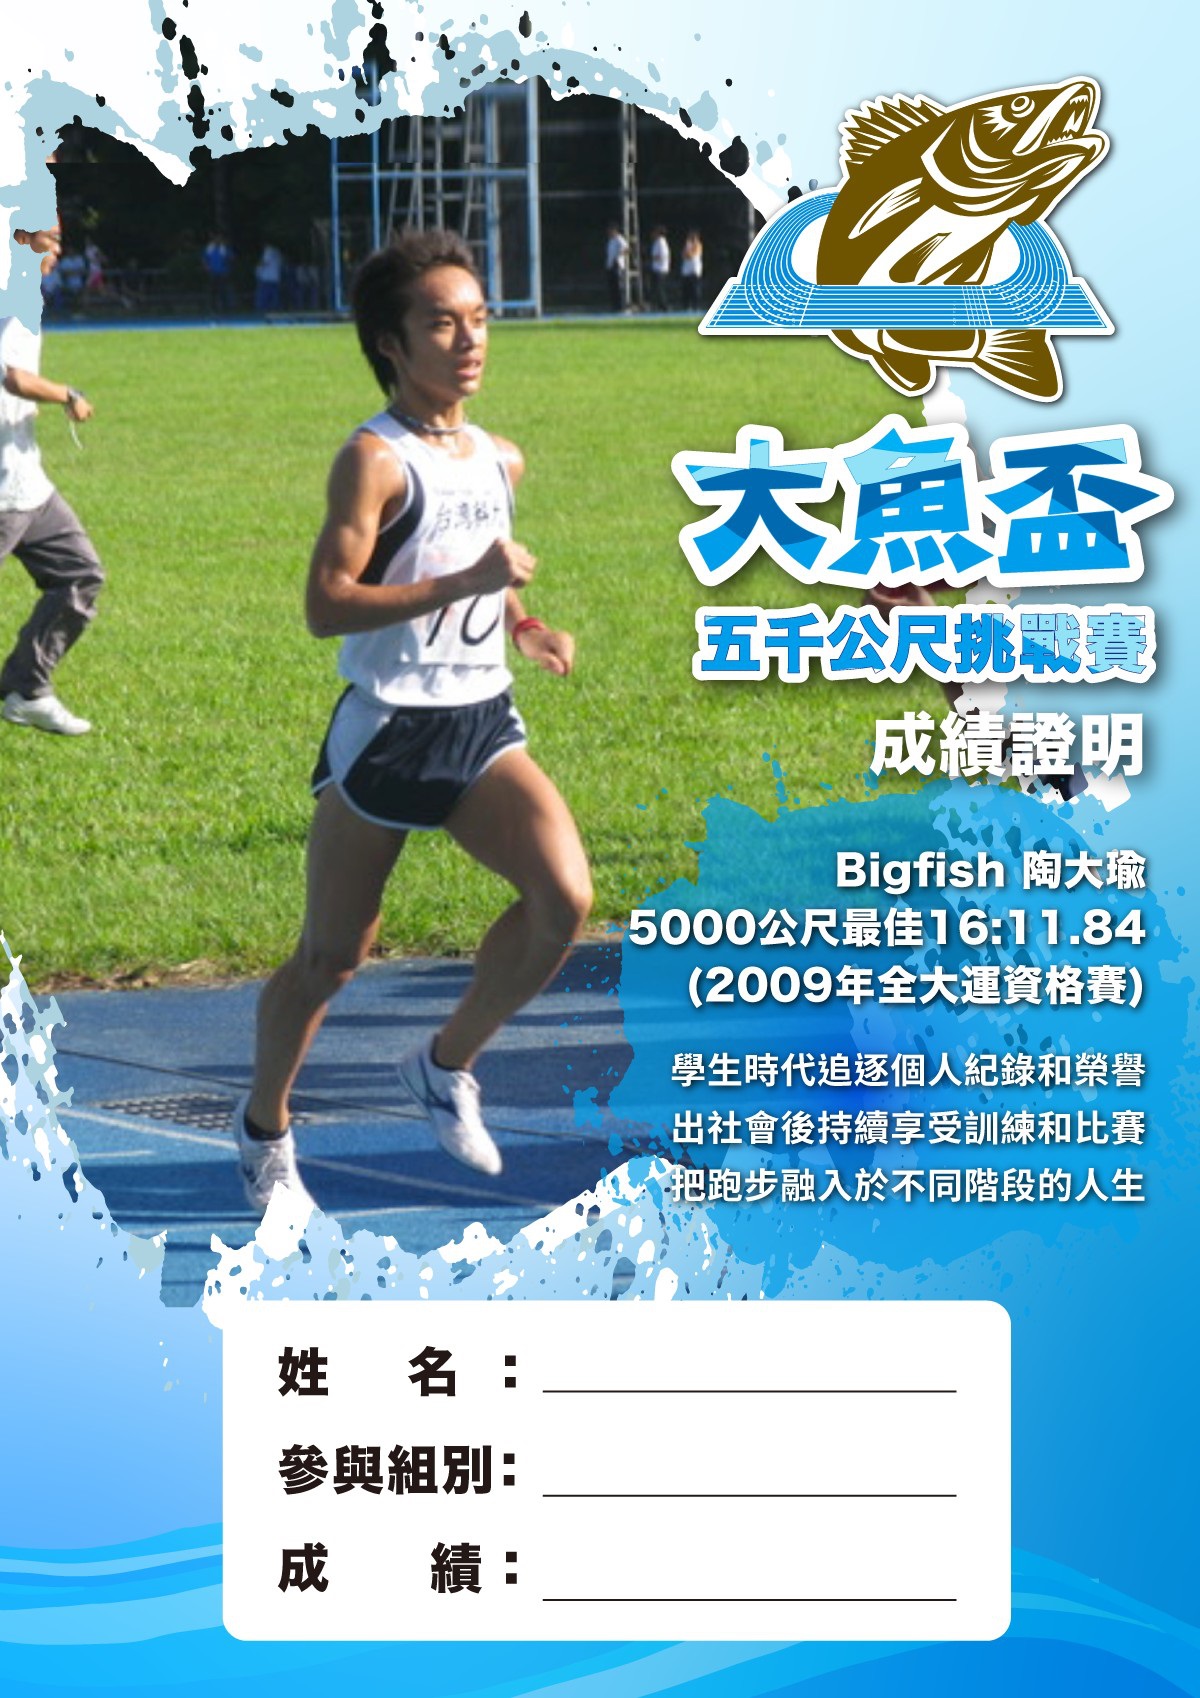 大魚盃
五千公尺挑戰賽
成績證明
Bigfish 陶大瑜
5000公尺最佳16:11.84
(2009年全大運資格賽)
學生時代追逐個人紀錄和榮譽
出社會後持續享受訓練和比賽
把跑步融入於不同階段的人生
台灣科大
姓 名：
參與組別：
成 績：